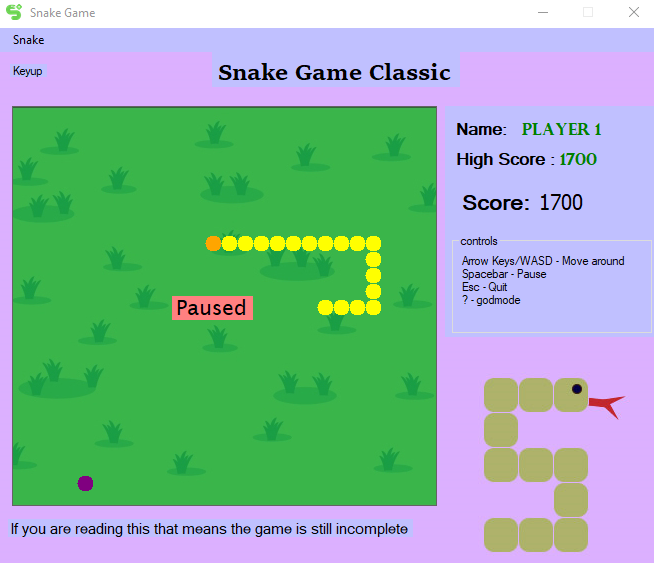 Snake Game
Snake
Keyup
Snake Game Classic
Name: PLAYER 1
High Score : 1700
Score: 1700
controls
Arrow Keys/WASD - Move around
Spacebar - Pause
Esc - Quit
? - godmode
Paused
If you are reading this that means the game is still incomplete